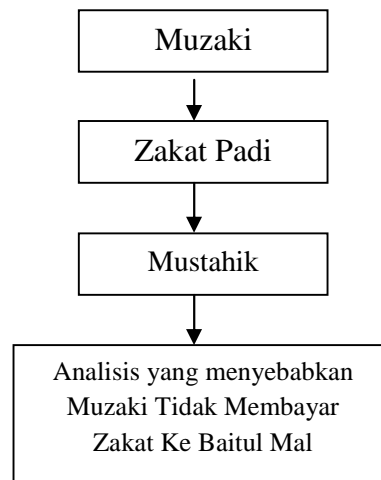 Muzaki
Zakat Padi
Mustahik
Analisis yang menyebabkan
Muzaki Tidak Membayar
Zakat Ke Baitul Mal